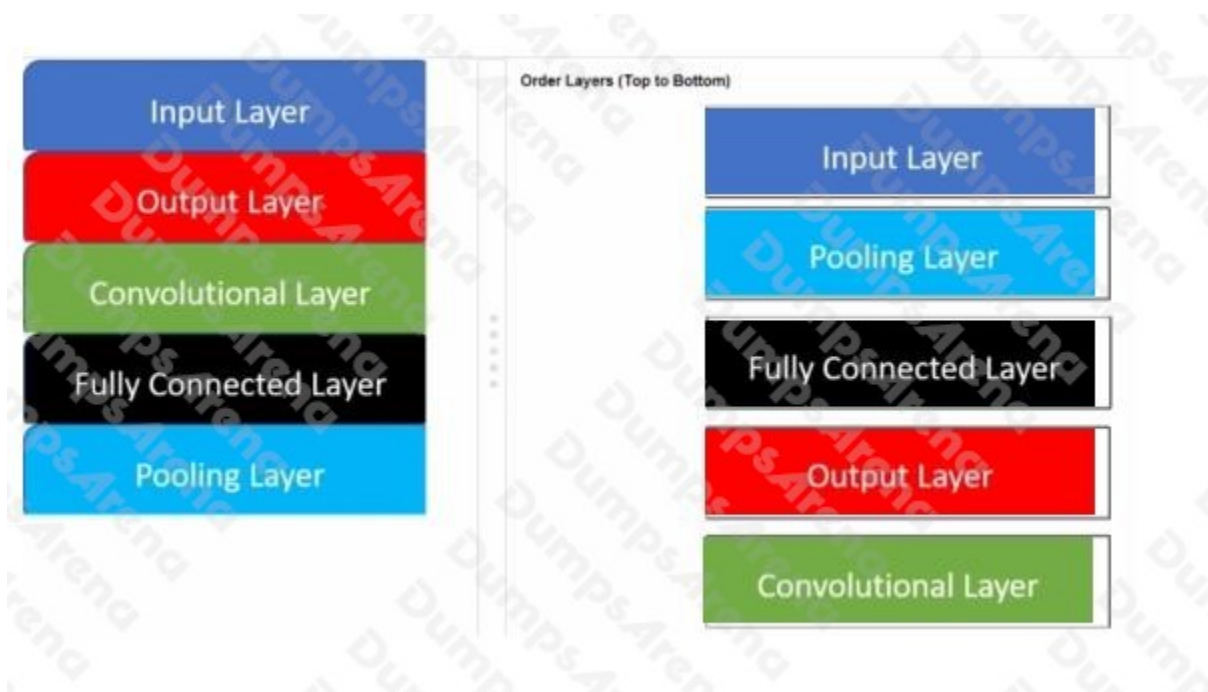 Input Layer
Output Layer
Convolutional Layer
Fully Connected Layer
Pooling Layer
Order Layers (Top to Bottom)
Input Layer
Pooling Layer
Fully Connected Layer
Output Layer
Convolutional Layer
DumpsArena